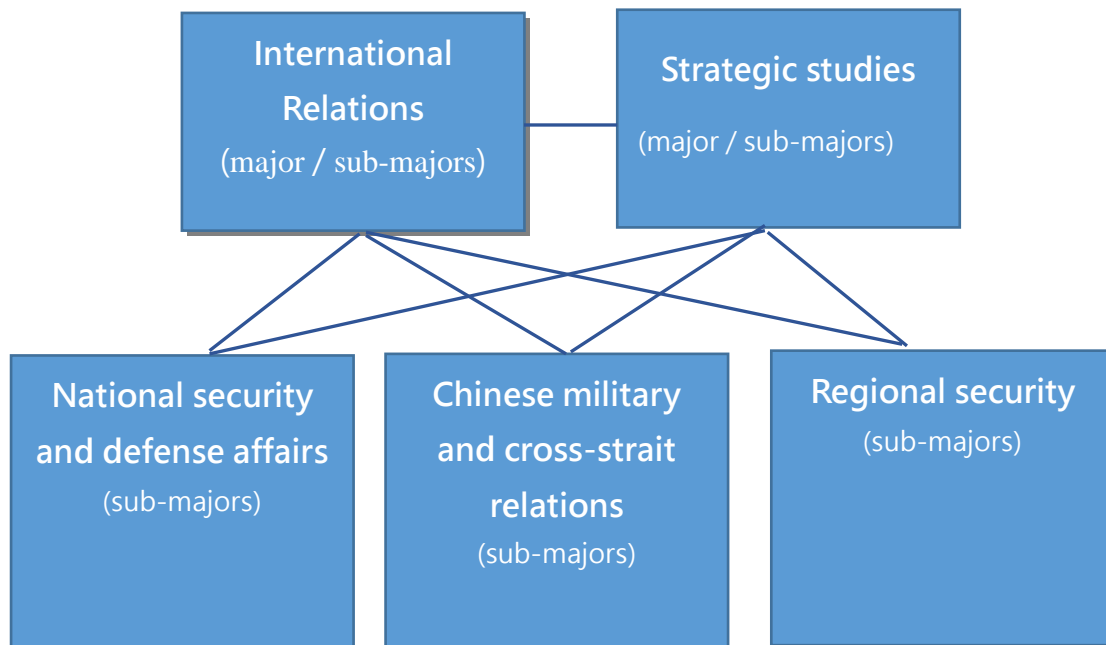 International
Relations
(major / sub-majors)
Strategic studies
(major / sub-majors)
National security
and defense affairs
(sub-majors)
Chinese military
and cross-strait
relations
(sub-majors)
Regional security
(sub-majors)